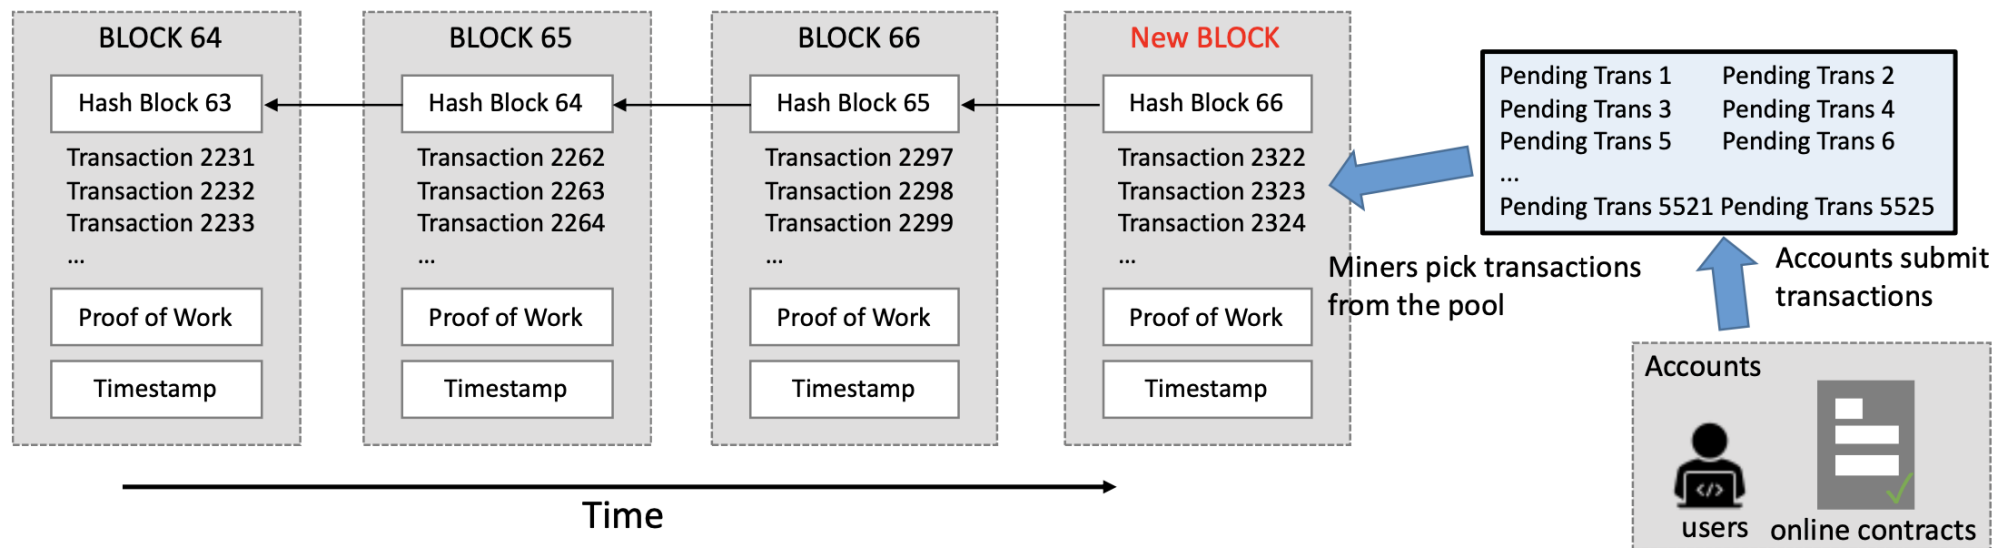 BLOCK 64
Hash Block 63
Transaction 2231
Transaction 2232
Transaction 2233
...
Proof of Work
Timestamp
BLOCK 65
Hash Block 64
Transaction 2262
Transaction 2263
Transaction 2264
...
Proof of Work
Timestamp
BLOCK 66
Hash Block 65
Transaction 2297
Transaction 2298
Transaction 2299
...
Proof of Work
Timestamp
New BLOCK
Hash Block 66
Transaction 2322
Transaction 2323
Transaction 2324
...
Proof of Work
Timestamp
Time
Pending Trans 1 Pending Trans 2
Pending Trans 3 Pending Trans 4
Pending Trans 5 Pending Trans 6
...
Pending Trans 5521 Pending Trans 5525
Miners pick transactions
from the pool
Accounts submit
transactions
Accounts
</>
users
online contracts